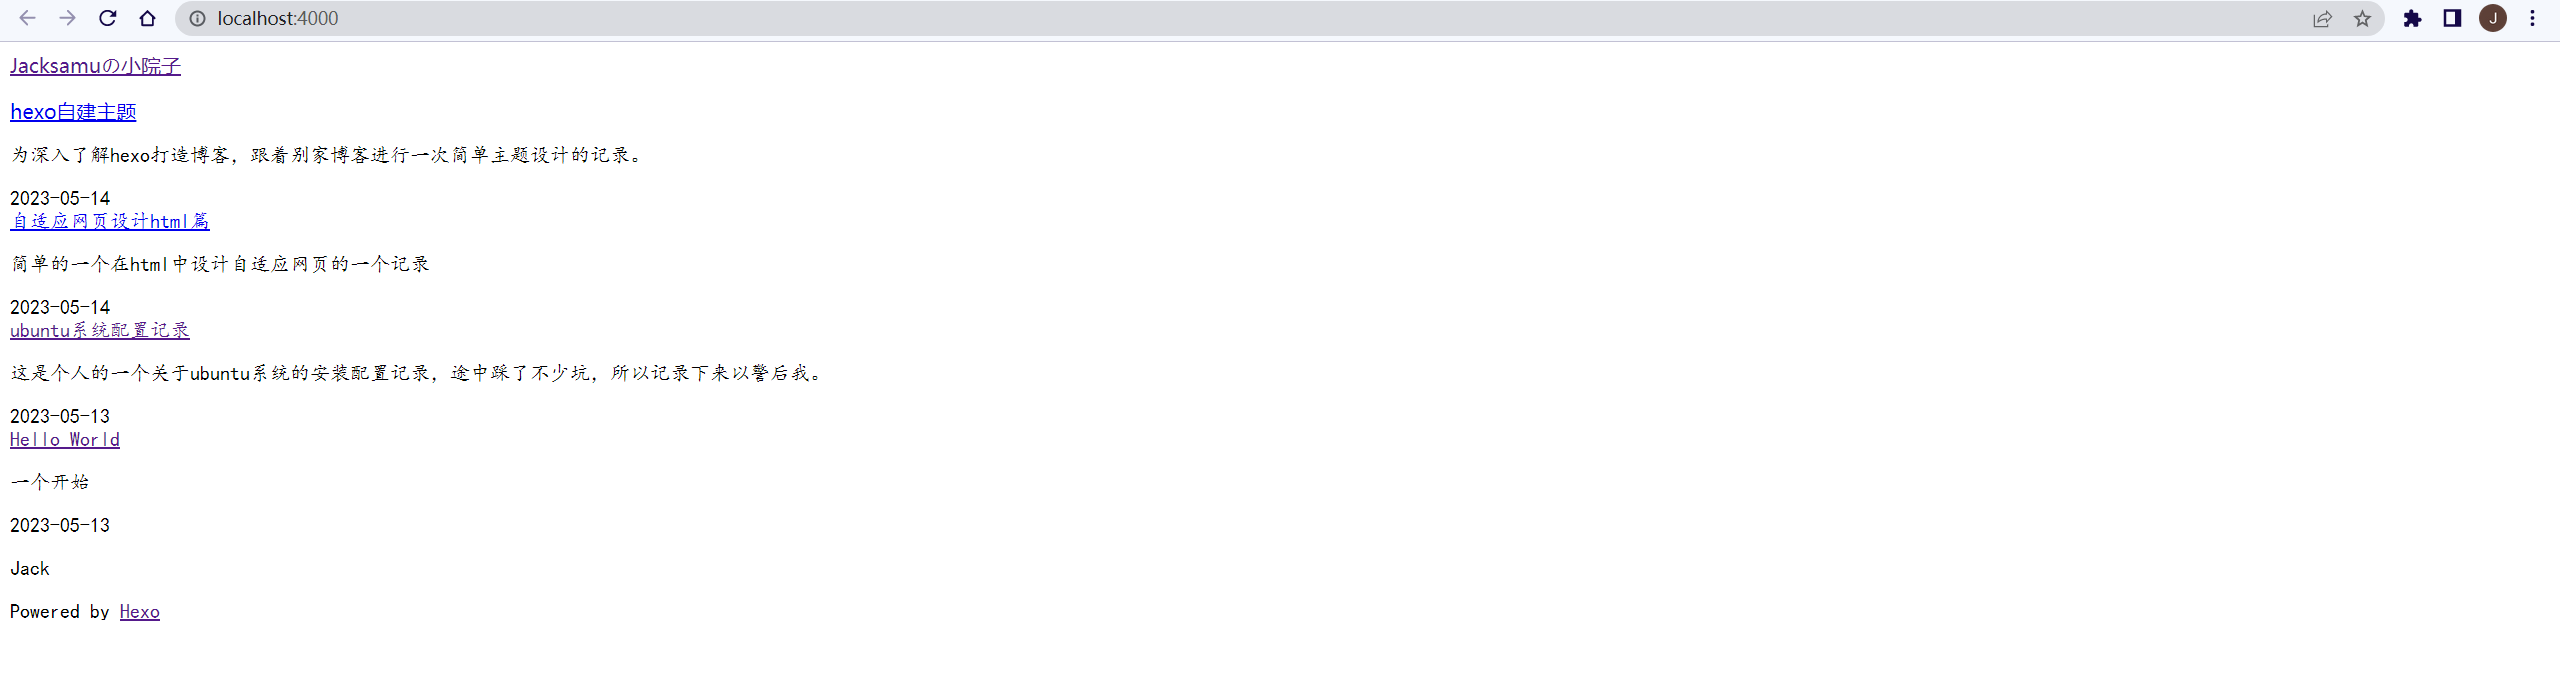 localhost:4000
J
Jacksamuの小院子
hexo自建主题
为深入了解hexo打造博客，跟着别家博客进行一次简单主题设计的记录。
2023-05-14
自适应网页设计html篇
简单的一个在html中设计自适应网页的一个记录
2023-05-14
ubuntu系统配置记录
这是个人的一个关于ubuntu系统的安装配置记录，途中踩了不少坑，所以记录下来以警后我。
2023-05-13
Hello World
一个开始
2023-05-13
Jack
Powered by Hexo